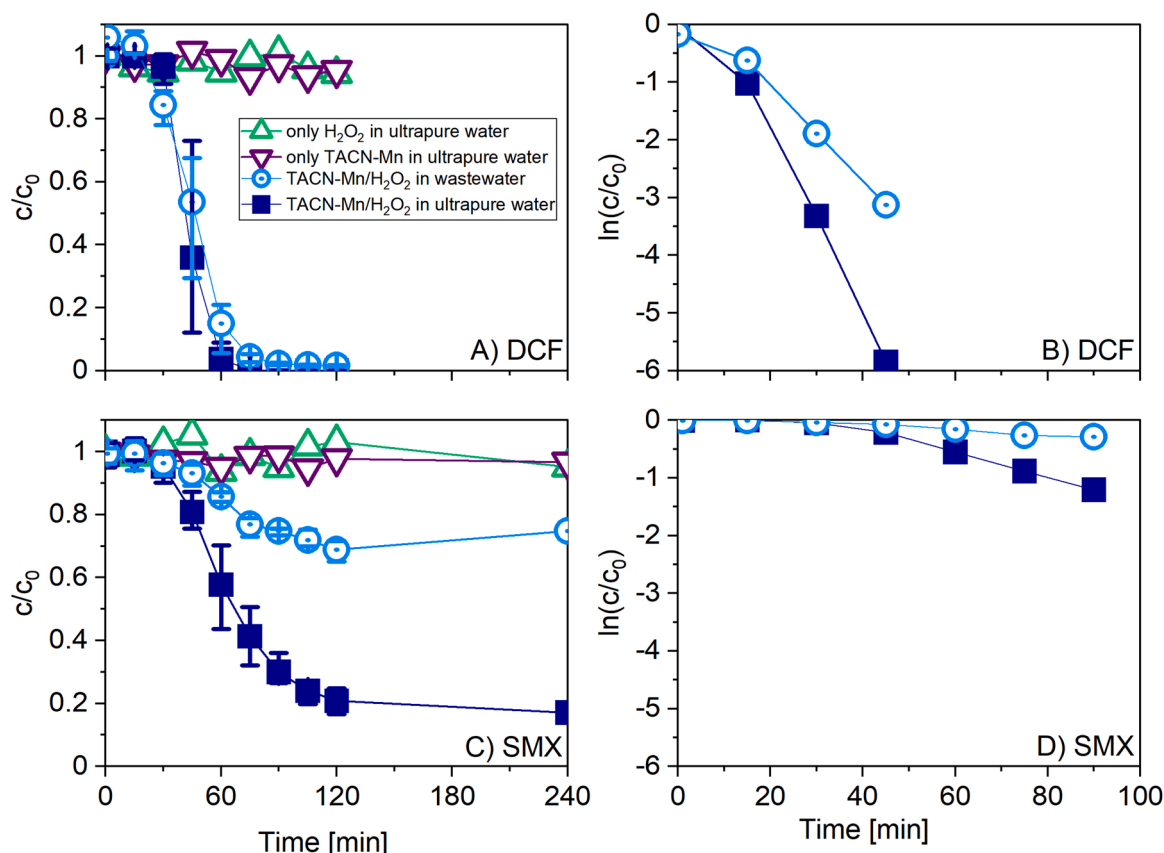 1
0.8
0.6
0.4
0.2
0
c/c₀
only H₂O₂ in ultrapure water
only TACN-Mn in ultrapure water
TACN-Mn/H₂O₂ in wastewater
TACN-Mn/H₂O₂ in ultrapure water
A) DCF
-0
-1
-2
-3
-4
-5
-6
ln(c/c₀)
B) DCF
1
0.8
0.6
0.4
0.2
0
c/c₀
C) SMX
0 60 120 240
Time [min]
-0
-1
-2
-3
-4
-5
-6
ln(c/c₀)
D) SMX
0 20 40 60 80 100
Time [min]